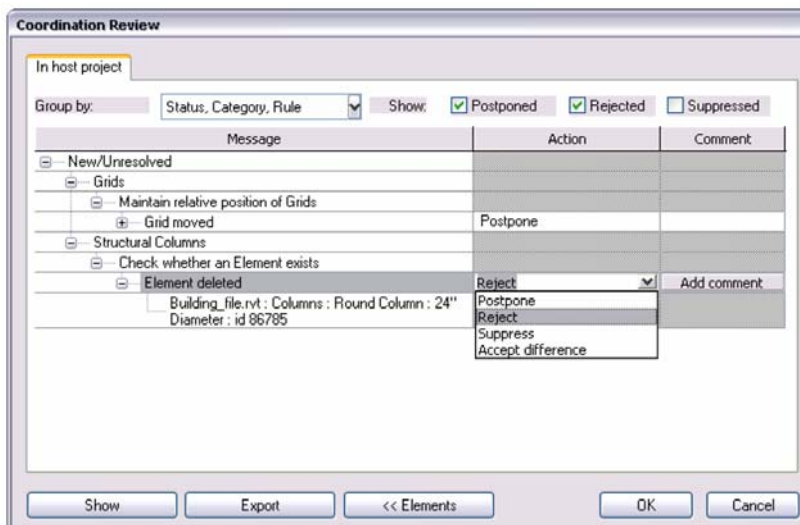 Coordination Review
In host project
Group by: Status, Category, Rule Show: Postponed Rejected Suppressed
Message Action Comment
New/Unresolved
Grids
Maintain relative position of Grids
Grid moved Postpone
Structural Columns
Check whether an Element exists
Element deleted Reject Add comment
Building_file.rvt : Columns : Round Column : 24" Postpone
Diameter : id 86785 Reject
Suppress
Accept difference
Show Export << Elements OK Cancel